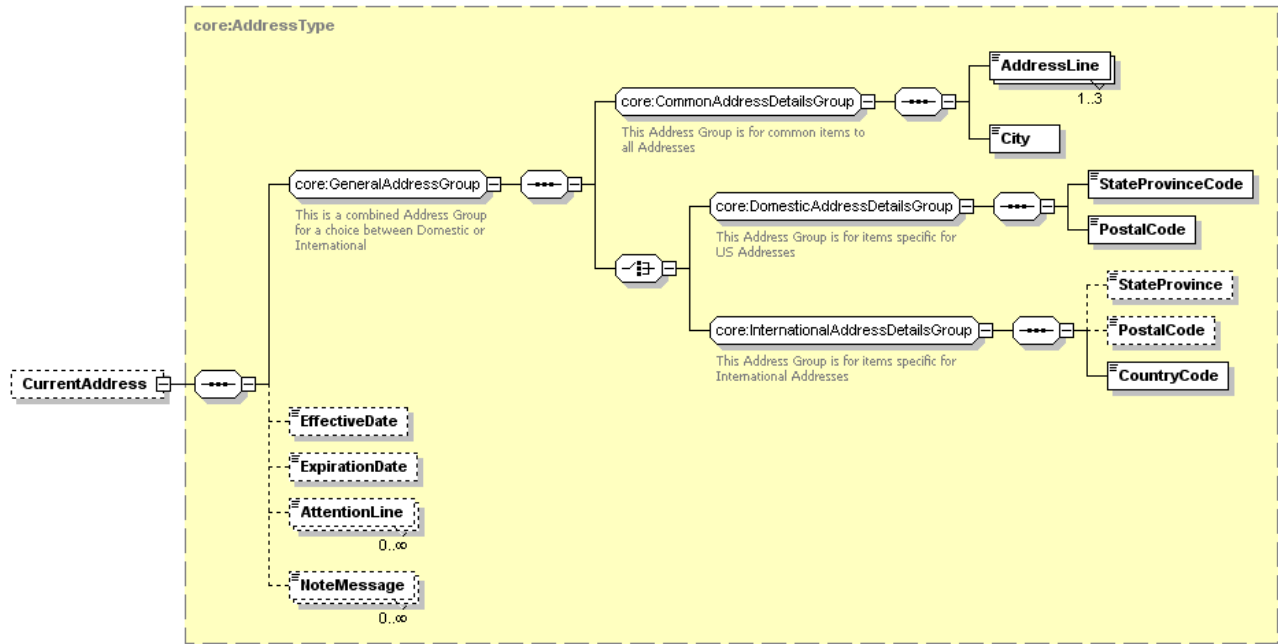 core:AddressType
AddressLine
1..3
core:CommonAddressDetailsGroup
This Address Group is for common items to
all Addresses
City
core:GeneralAddressGroup
This is a combined Address Group
for a choice between Domestic or
International
core:DomesticAddressDetailsGroup
This Address Group is for items specific for
US Addresses
StateProvinceCode
PostalCode
core:InternationalAddressDetailsGroup
This Address Group is for items specific for
International Addresses
StateProvince
PostalCode
CountryCode
CurrentAddress
EffectiveDate
ExpirationDate
AttentionLine
0..∞
NoteMessage
0..∞